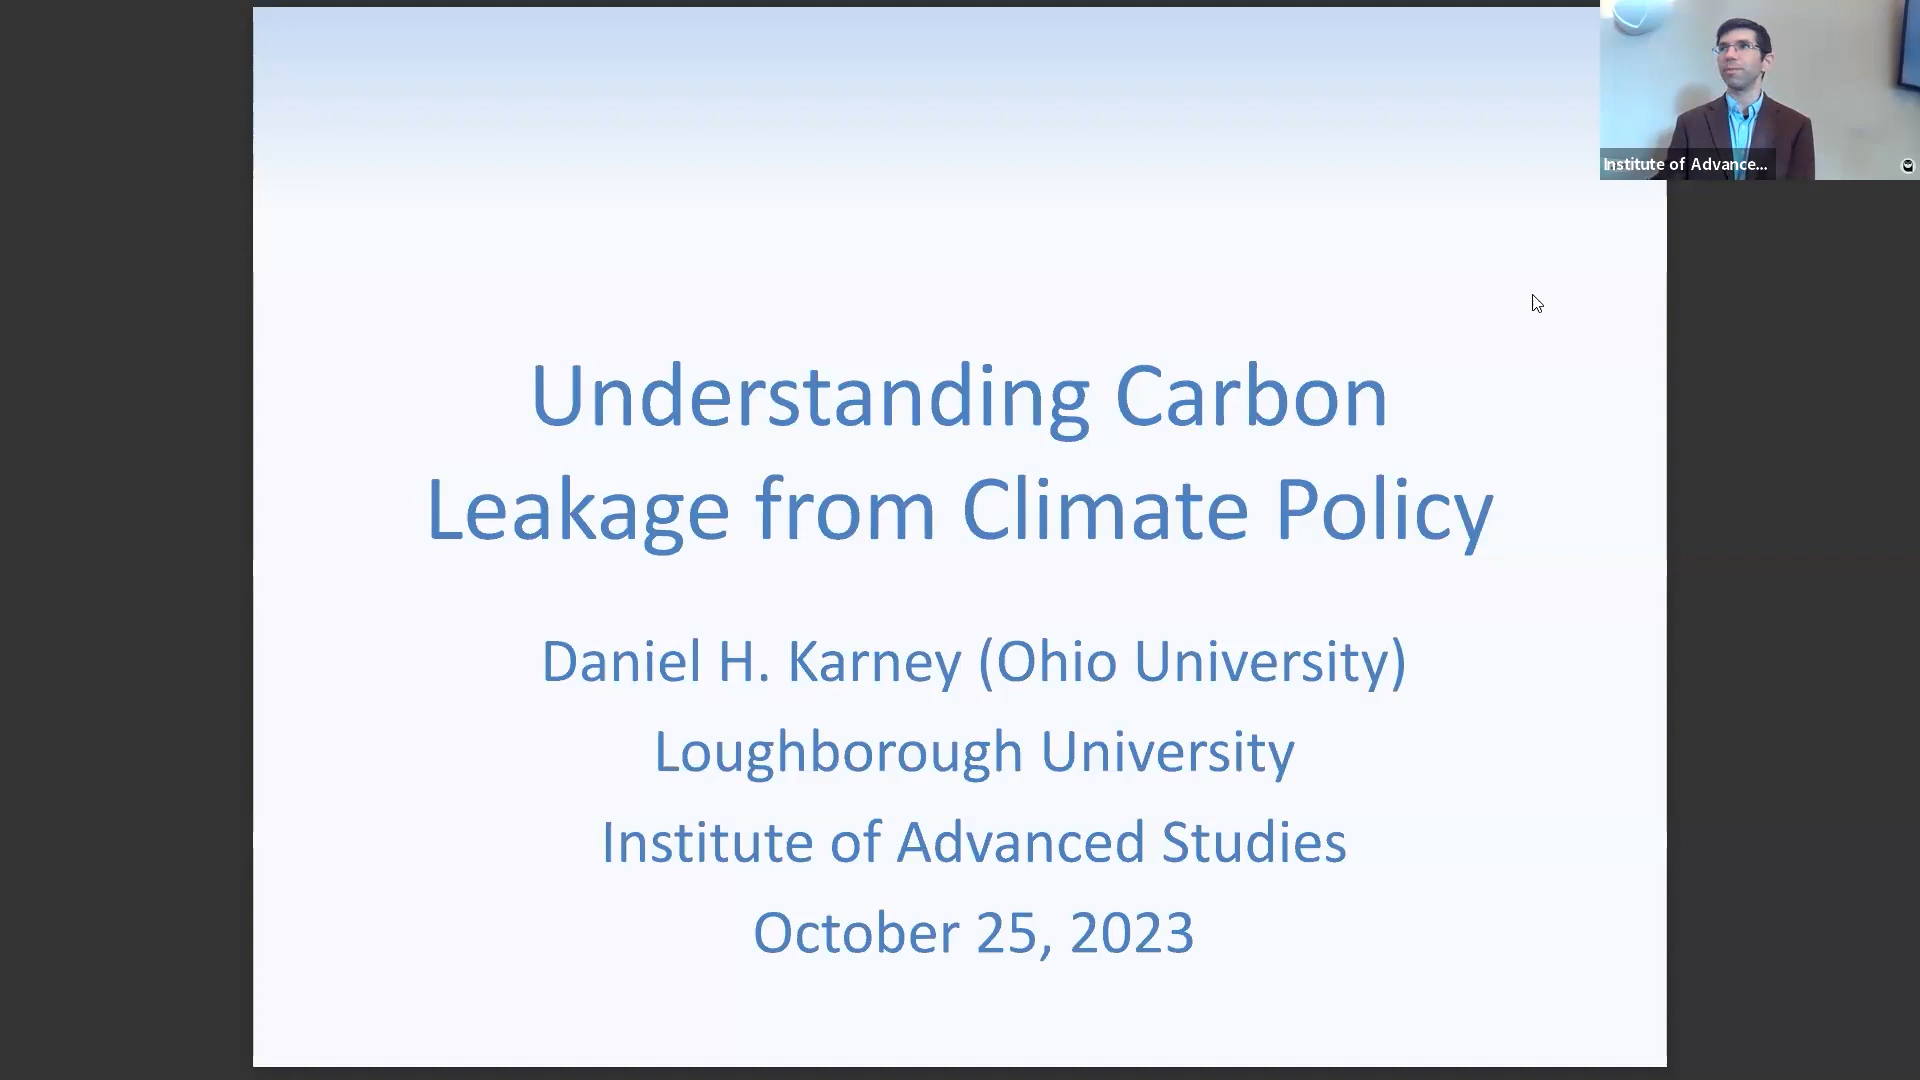 Understanding Carbon
Leakage from Climate Policy
Daniel H. Karney (Ohio University)
Loughborough University
Institute of Advanced Studies
October 25, 2023
Institute of Advance...